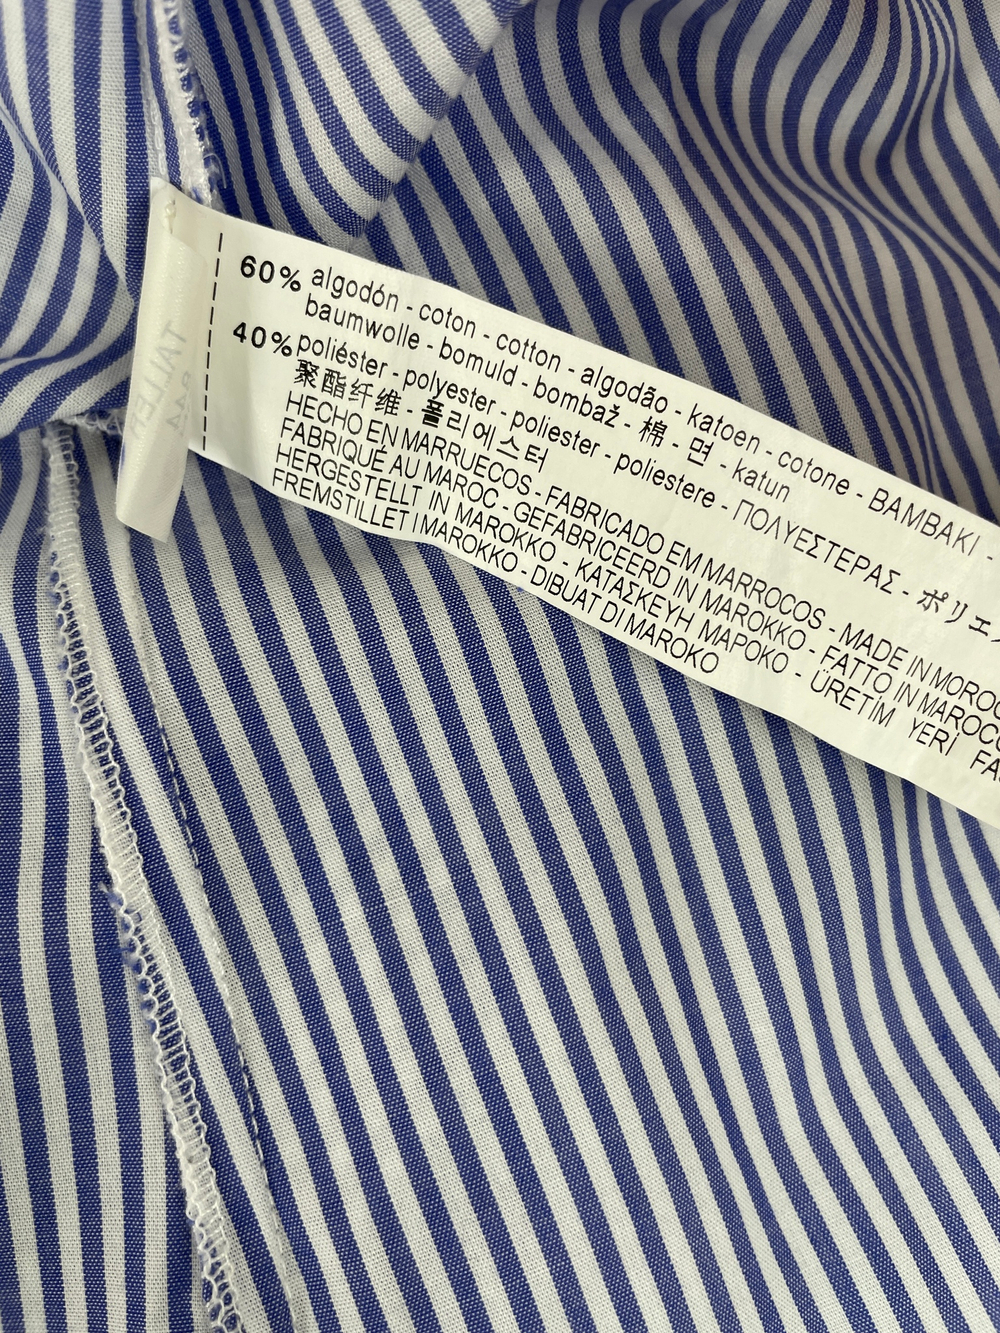 60% algodón - coton - cotton - algodão - katoen - cotone - BAMBAKI -
baumwolle - bomuld - bombaž - 棉 - 면 - katun
40% poliéster - polyester - poliester - poliestere - ΠΟΛΥΕΣΤΕΡΑΣ - ポリエ
聚酯纤维 - 폴리에스터
HECHO EN MARRUECOS - FABRICADO EM MARROCOS - MADE IN MOROC
FABRIQUÉ AU MAROC - GEFABRICEERD IN MAROKKO - FATTO IN MAROCC
HERGESTELLT IN MAROKKO - ΚΑΤΑΣΚΕΥΗ ΜΑΡΟΚΟ - ÜRETİM YERİ FAS
FREMSTILLET I MAROKKO - DIBUAT DI MAROKO
TALLER